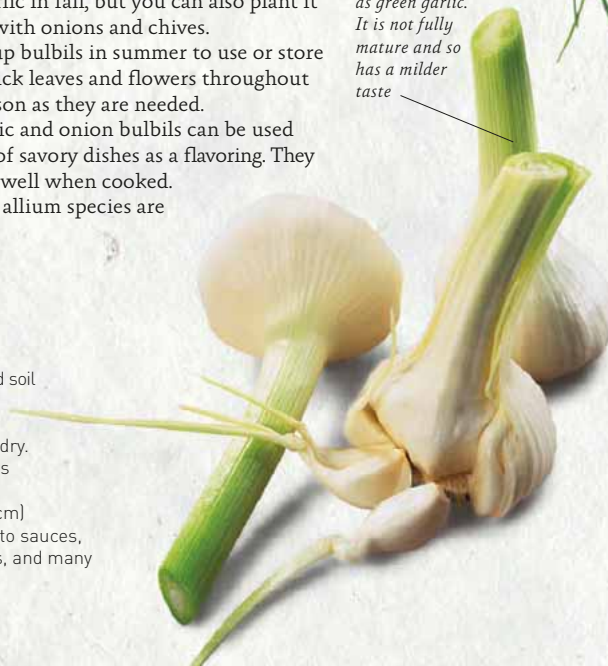 nic in fall, but you can also plant it
with onions and chives.
up bulbils in summer to use or store
ick leaves and flowers throughout
son as they are needed.
ic and onion bulbils can be used
of savory dishes as a flavoring. They
well when cooked.
allium species are
as green garlic.
It is not fully
mature and so
has a milder
taste
d soil
dry.
s
cm)
to sauces,
s, and many